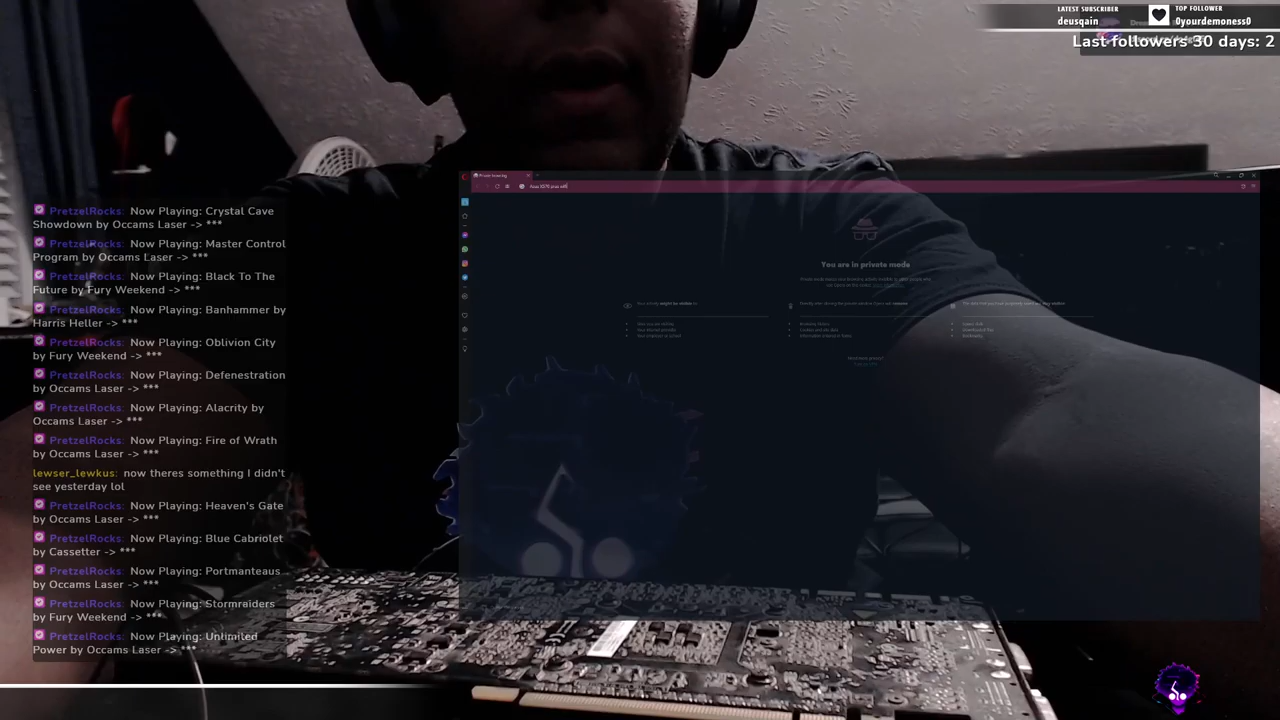 LATEST SUBSCRIBER
deusqain
TOP FOLLOWER
0yourdemoness0
Last followers 30 days: 2
Private browsing
You are in private mode
PretzelRocks: Now Playing: Crystal Cave
Showdown by Occams Laser -> ***
PretzelRocks: Now Playing: Master Control
Program by Occams Laser -> ***
PretzelRocks: Now Playing: Black To The
Future by Fury Weekend -> ***
PretzelRocks: Now Playing: Banhammer by
Harris Heller -> ***
PretzelRocks: Now Playing: Oblivion City
by Fury Weekend -> ***
PretzelRocks: Now Playing: Defenestration
by Occams Laser -> ***
PretzelRocks: Now Playing: Alacrity by
Occams Laser -> ***
PretzelRocks: Now Playing: Fire of Wrath
by Occams Laser -> ***
lewser_lewkus: now theres something I didn't
see yesterday lol
PretzelRocks: Now Playing: Heaven's Gate
by Occams Laser -> ***
PretzelRocks: Now Playing: Blue Cabriolet
by Cassetter -> ***
PretzelRocks: Now Playing: Portmanteaus
by Occams Laser -> ***
PretzelRocks: Now Playing: Stormraiders
by Fury Weekend -> ***
PretzelRocks: Now Playing: Unlimited
Power by Occams Laser -> ***